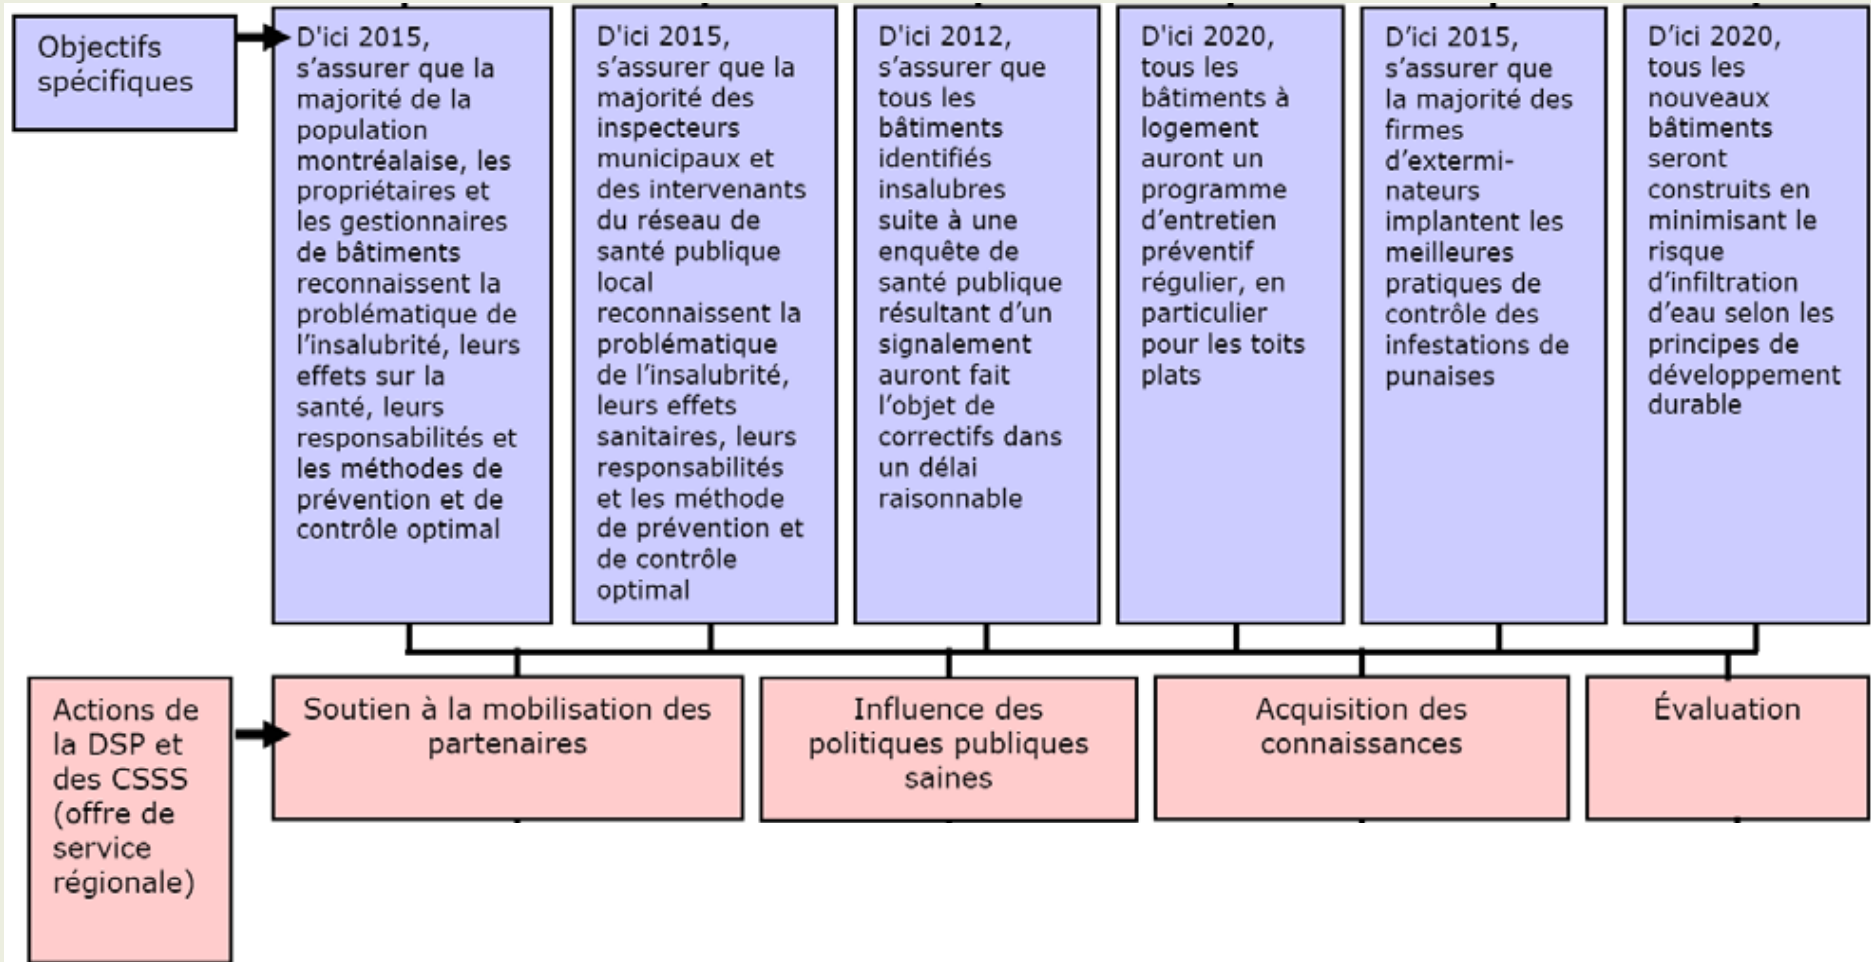 Objectifs
spécifiques
D'ici 2015,
s’assurer que la
majorité de la
population
montréalaise, les
propriétaires et
les gestionnaires
de bâtiments
reconnaissent la
problématique de
l’insalubrité, leurs
effets sur la
santé, leurs
responsabilités et
les méthodes de
prévention et de
contrôle optimal
D'ici 2015,
s’assurer que la
majorité des
inspecteurs
municipaux et
des intervenants
du réseau de
santé publique
local
reconnaissent la
problématique
de l’insalubrité,
leurs effets
sanitaires, leurs
responsabilités
et les méthode
de prévention et
de contrôle
optimal
D'ici 2012,
s’assurer que
tous les
bâtiments
identifiés
insalubres
suite à une
enquête de
santé publique
résultant d’un
signalement
auront fait
l’objet de
correctifs dans
un délai
raisonnable
D'ici 2020,
tous les
bâtiments à
logement
auront un
programme
d’entretien
préventif
régulier, en
particulier
pour les toits
plats
D’ici 2015,
s’assurer que
la majorité des
firmes
d’extermi-
nateurs
implantent les
meilleures
pratiques de
contrôle des
infestations de
punaises
D’ici 2020,
tous les
nouveaux
bâtiments
seront
construits en
minimisant le
risque
d’infiltration
d’eau selon les
principes de
développement
durable
Actions de
la DSP et
des CSSS
(offre de
service
régionale)
Soutien à la mobilisation des
partenaires
Influence des
politiques publiques
saines
Acquisition des
connaissances
Évaluation